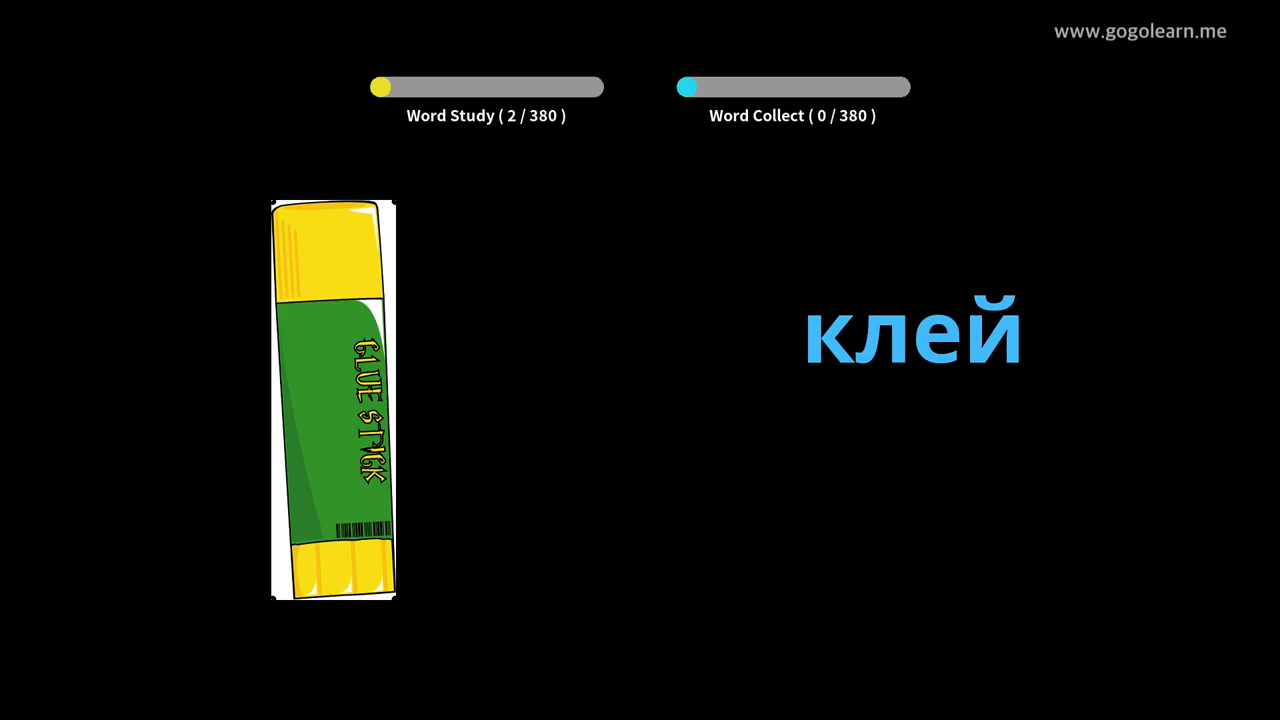 www.gogolearn.me
Word Study ( 2 / 380 )
Word Collect ( 0 / 380 )
клей
GLUE STICK